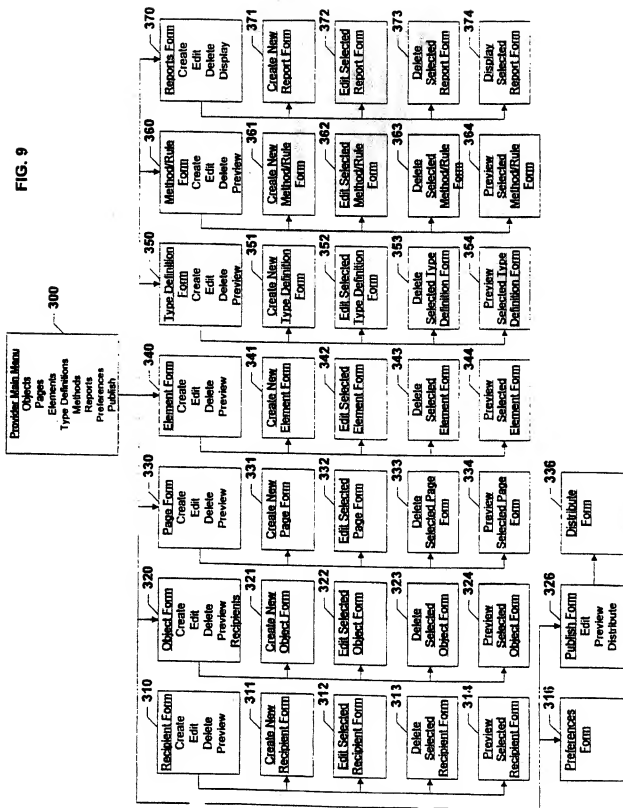 FIG. 9
300
Provider Main Menu
Objects
Pages
Elements
Type Definitions
Methods
Reports
Preferences
Publish
310
Recipient Form
Create
Edit
Delete
Preview
311
Create New
Recipient Form
312
Edit Selected
Recipient Form
313
Delete
Selected
Recipient Form
314
Preview
Selected
Recipient Form
316
Preferences
Form
320
Object Form
Create
Edit
Delete
Preview
Recipients
321
Create New
Object Form
322
Edit Selected
Object Form
323
Delete
Selected
Object Form
324
Preview
Selected
Object Form
326
Publish Form
Edit
Preview
Distribute
330
Page Form
Create
Edit
Delete
Preview
331
Create New
Page Form
332
Edit Selected
Page Form
333
Delete
Selected Page
Form
334
Preview
Selected Page
Form
336
Distribute
Form
340
Element Form
Create
Edit
Delete
Preview
341
Create New
Element Form
342
Edit Selected
Element Form
343
Delete
Selected
Element Form
344
Preview
Selected
Element Form
350
Type Definition
Form
Create
Edit
Delete
Preview
351
Create New
Type Definition
Form
352
Edit Selected
Type Definition
Form
353
Delete
Selected Type
Definition Form
354
Preview
Selected Type
Definition Form
360
Method/Rule
Form
Create
Edit
Delete
Preview
361
Create New
Method/Rule
Form
362
Edit Selected
Method/Rule
Form
363
Delete
Selected
Method/Rule
Form
364
Preview
Selected
Method/Rule
Form
370
Reports Form
Create
Edit
Delete
Display
371
Create New
Report Form
372
Edit Selected
Report Form
373
Delete
Selected
Report Form
374
Display
Selected
Report Form